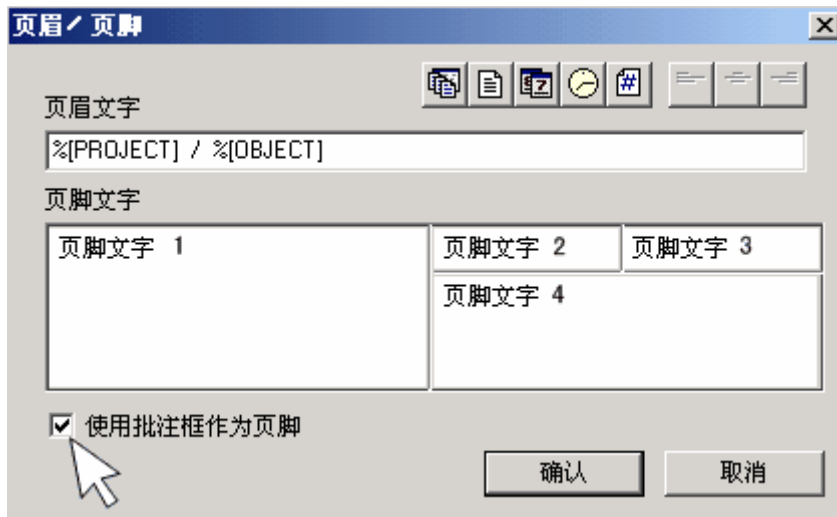 页眉/ 页脚
页眉文字
%[PROJECT] / %[OBJECT]
页脚文字
页脚文字 1
页脚文字 2
页脚文字 3
页脚文字 4
使用批注框作为页脚
确认
取消